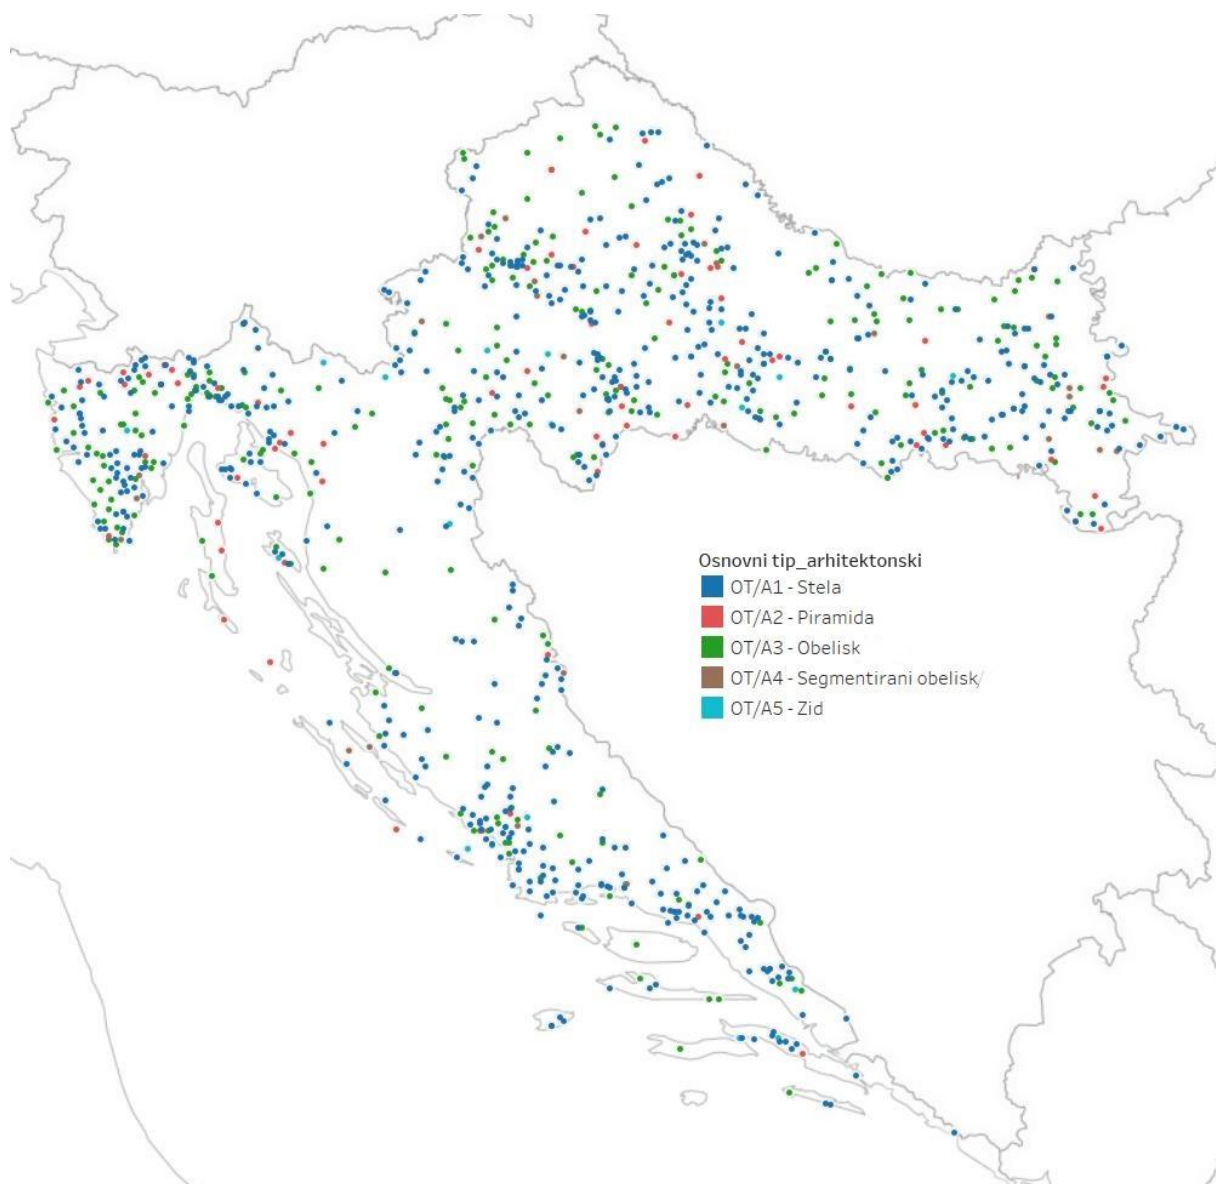 Osnovni tip_arhitektonski
OT/A1 - Stela
OT/A2 - Piramida
OT/A3 - Obelisk
OT/A4 - Segmentirani obelisk/
OT/A5 - Zid